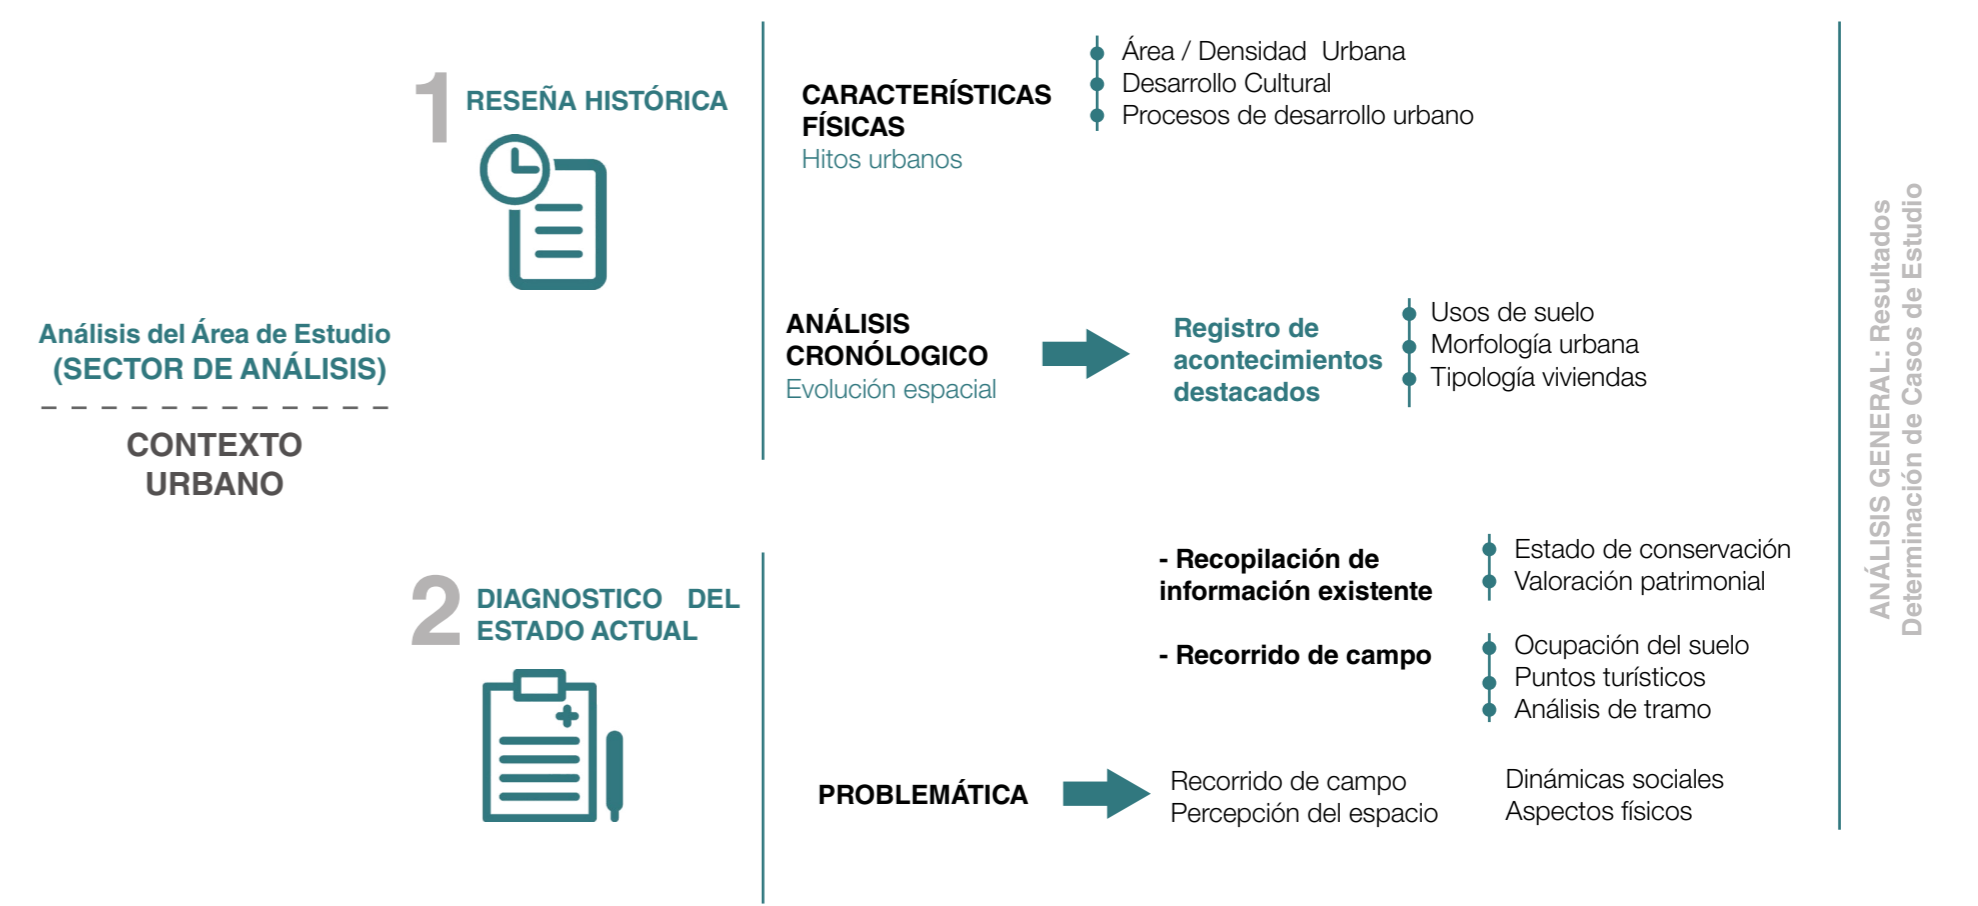 Análisis del Área de Estudio
(SECTOR DE ANÁLISIS)
CONTEXTO
URBANO
1
RESEÑA HISTÓRICA
CARACTERÍSTICAS
FÍSICAS
Hitos urbanos
Área / Densidad Urbana
Desarrollo Cultural
Procesos de desarrollo urbano
ANÁLISIS
CRONÓLOGICO
Evolución espacial
Registro de
acontecimientos
destacados
Usos de suelo
Morfología urbana
Tipología viviendas
2
DIAGNOSTICO DEL
ESTADO ACTUAL
- Recopilación de
información existente
Estado de conservación
Valoración patrimonial
- Recorrido de campo
Ocupación del suelo
Puntos turísticos
Análisis de tramo
PROBLEMÁTICA
Recorrido de campo
Percepción del espacio
Dinámicas sociales
Aspectos físicos
ANÁLISIS GENERAL: Resultados
Determinación de Casos de Estudio